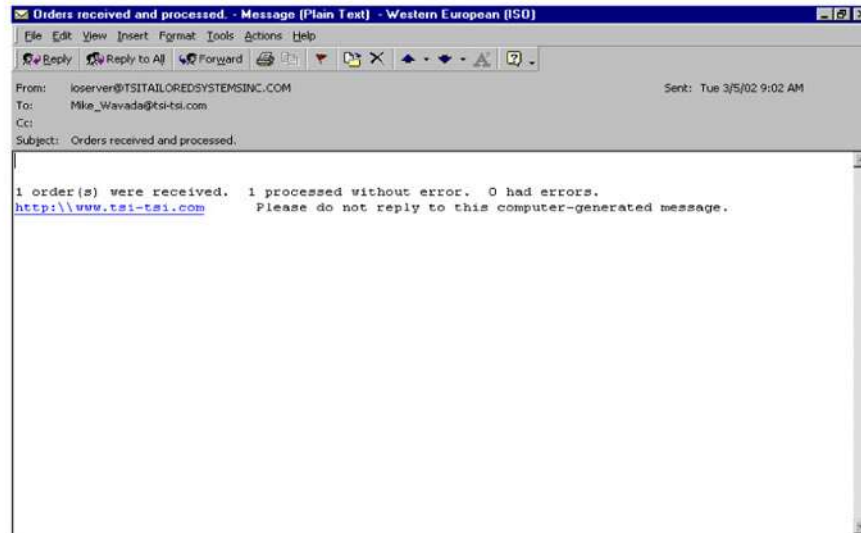 Orders received and processed. - Message (Plain Text) - Western European (ISO)
File Edit View Insert Format Tools Actions Help
Reply Reply to All Forward
From: ioserver@TSITAILOREDSYSTEMSINC.COM Sent: Tue 3/5/02 9:02 AM
To: Mike_Wavada@tsi-tsi.com
Cc:
Subject: Orders received and processed.
1 order(s) were received. 1 processed without error. 0 had errors.
http:\\www.tsi-tsi.com Please do not reply to this computer-generated message.